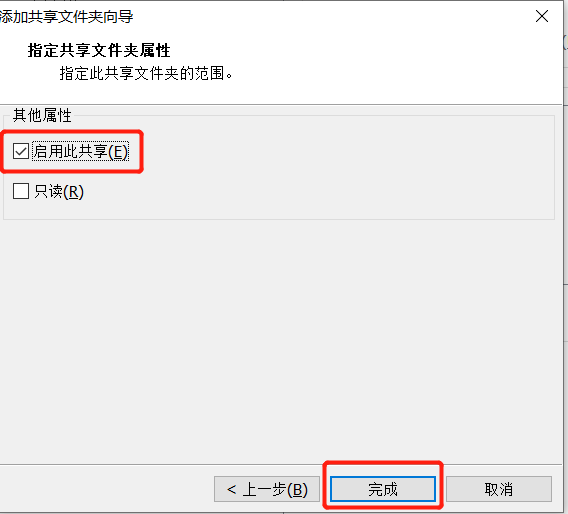 添加共享文件夹向导
指定共享文件夹属性
指定此共享文件夹的范围。
其他属性
启用此共享(E)
只读(R)
< 上一步(B)
完成
取消